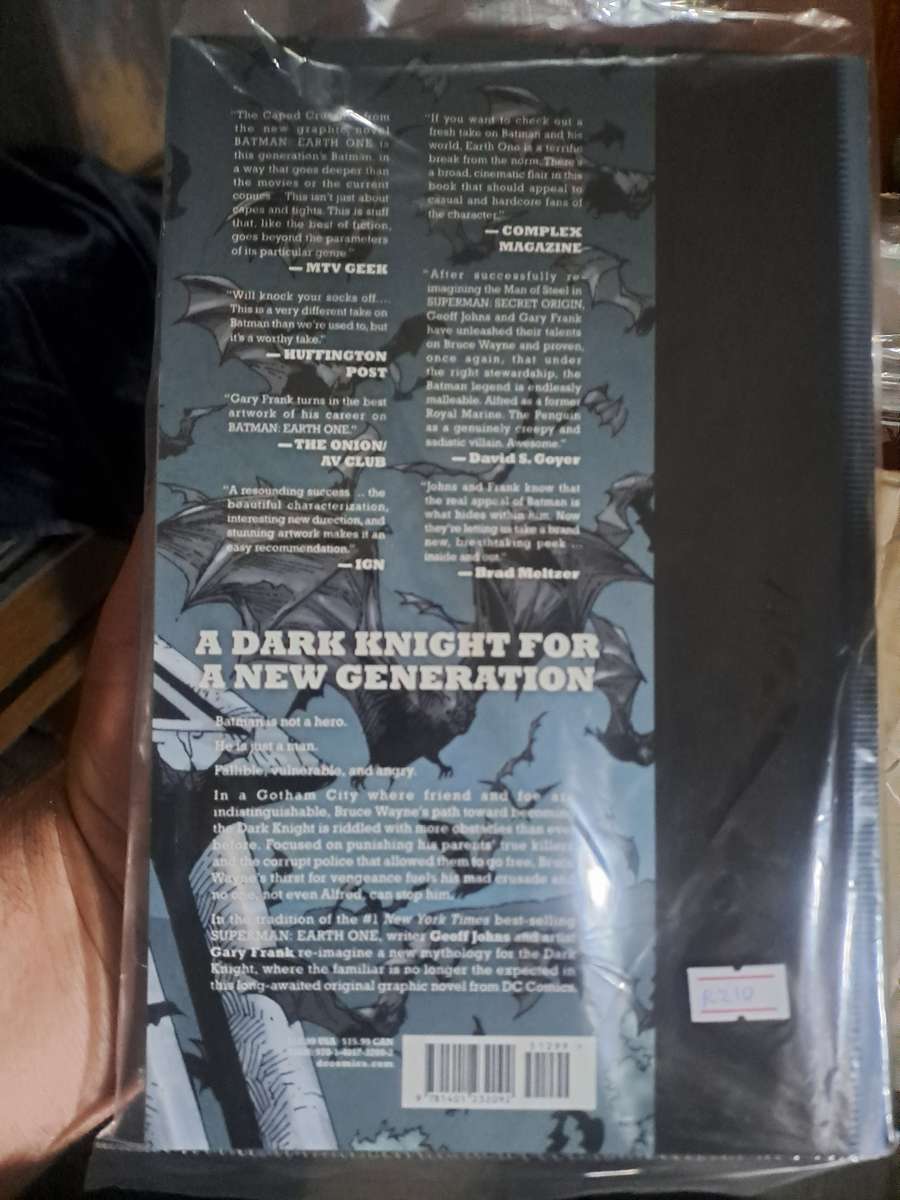 "The Caped Crusader from
the new graphic novel
BATMAN: EARTH ONE is
this generation's Batman, in
a way that goes deeper than
the movies or the current
comics... This isn't just about
capes and tights. This is stuff
that, like the best of fiction,
goes beyond the parameters
of its particular genre."
— MTV GEEK
"Will knock your socks off....
This is a very different take on
Batman than we're used to, but
it's a worthy take."
— HUFFINGTON
POST
"Gary Frank turns in the best
artwork of his career on
BATMAN: EARTH ONE."
— THE ONION/
AV CLUB
"A resounding success ... the
beautiful characterization,
interesting new direction, and
stunning artwork makes it an
easy recommendation."
— IGN
"If you want to check out a
fresh take on Batman and his
world, Earth One is a terrific
break from the norm. There's
a broad, cinematic flair in this
book that should appeal to
casual and hardcore fans of
the character."
— COMPLEX
MAGAZINE
"After successfully re-
imagining the Man of Steel in
SUPERMAN: SECRET ORIGIN,
Geoff Johns and Gary Frank
have unleashed their talents
on Bruce Wayne and proven,
once again, that under
the right stewardship, the
Batman legend is endlessly
malleable. Alfred as a former
Royal Marine. The Penguin
as a genuinely creepy and
sadistic villain. Awesome."
— David S. Goyer
"Johns and Frank know that
the real appeal of Batman is
what hides within him. Now
they're letting us take a brand
new, breathtaking peek ...
inside and out."
— Brad Meltzer
A DARK KNIGHT FOR
A NEW GENERATION
Batman is not a hero.
He is just a man.
Fallible, vulnerable, and angry.
In a Gotham City where friend and foe are
indistinguishable, Bruce Wayne's path toward becoming
the Dark Knight is riddled with more obstacles than ever
before. Focused on punishing his parents' true killers
and the corrupt police that allowed them to go free, Bruce
Wayne's thirst for vengeance fuels his mad crusade and
no one, not even Alfred, can stop him.
In the tradition of the #1 New York Times best-selling
SUPERMAN: EARTH ONE, writer Geoff Johns and artist
Gary Frank re-imagine a new mythology for the Dark
Knight, where the familiar is no longer the expected in
this long-awaited original graphic novel from DC Comics.
USA $15.99 CAN
dccomics.com
51299
9 781401 232092
R210